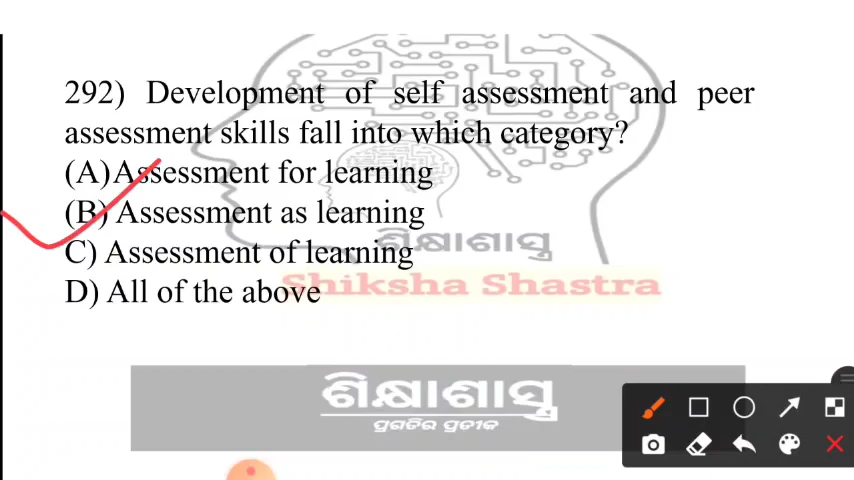 292) Development of self assessment and peer
assessment skills fall into which category?
(A)Assessment for learning
(B) Assessment as learning
C) Assessment of learning
D) All of the above
ଶିକ୍ଷାଶାସ୍ତ୍ର
Shiksha Shastra
ଶିକ୍ଷାଶାସ୍ତ୍ର
ପ୍ରଗତିର ପ୍ରତୀକ